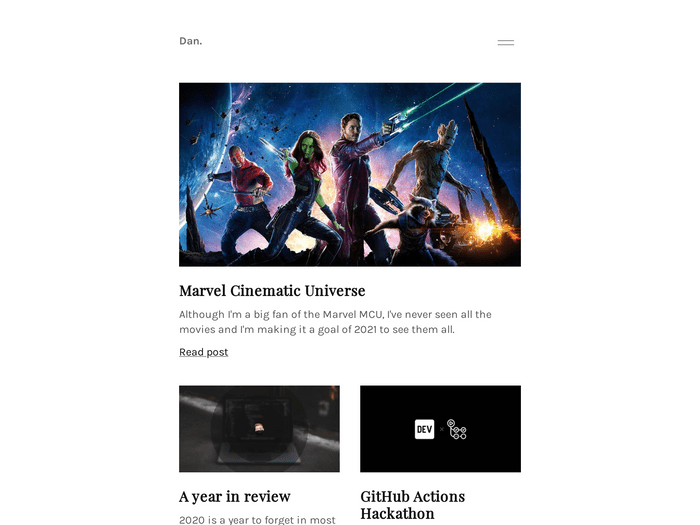 Dan.
Marvel Cinematic Universe
Although I'm a big fan of the Marvel MCU, I've never seen all the
movies and I'm making it a goal of 2021 to see them all.
Read post
DEV
A year in review
2020 is a year to forget in most
GitHub Actions
Hackathon